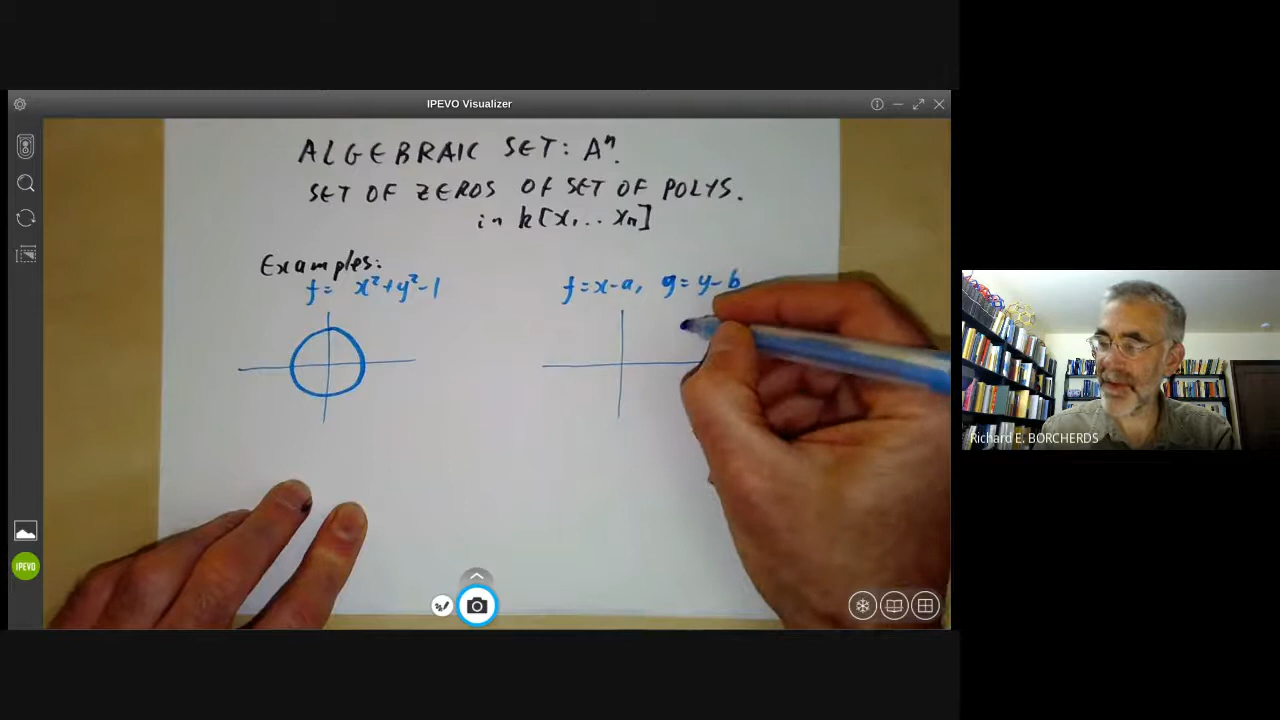 IPEVO Visualizer
ALGEBRAIC SET: Aⁿ.
SET OF ZEROS OF SET OF POLYS.
in k[x₁...xₙ]
Examples:
f= x²+y²-1
f=x-a, g=y-b
Richard E. BORCHERDS
IPEVO